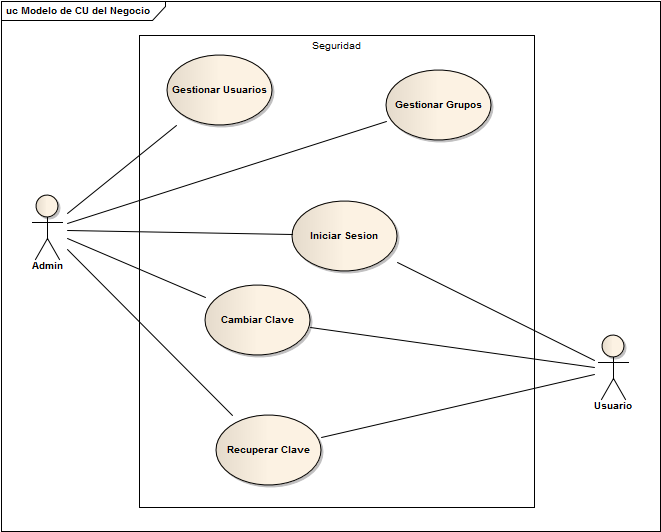 uc Modelo de CU del Negocio
Seguridad
Gestionar Usuarios
Gestionar Grupos
Iniciar Sesion
Admin
Cambiar Clave
Usuario
Recuperar Clave